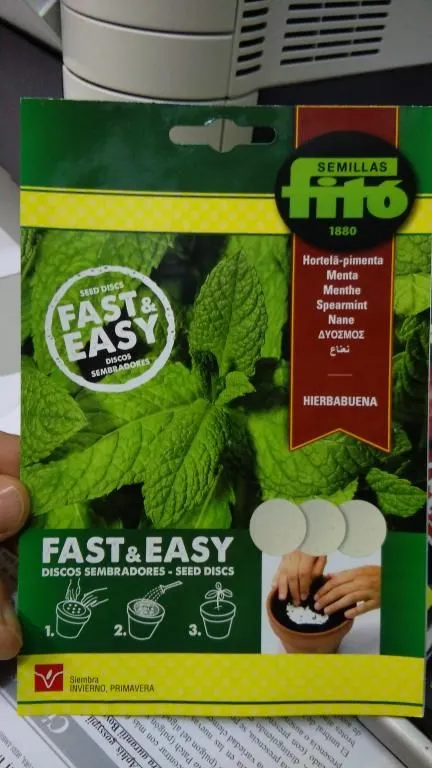 SEMILLAS
fitó
1880
Hortelã-pimenta
Menta
Menthe
Spearmint
Nane
ΔΥΟΣΜΟΣ
نعناع
HIERBABUENA
SEED DISCS
FAST&
EASY
DISCOS
SEMBRADORES
FAST&EASY
DISCOS SEMBRADORES - SEED DISCS
1.
2.
3.
Siembra
INVIERNO, PRIMAVERA